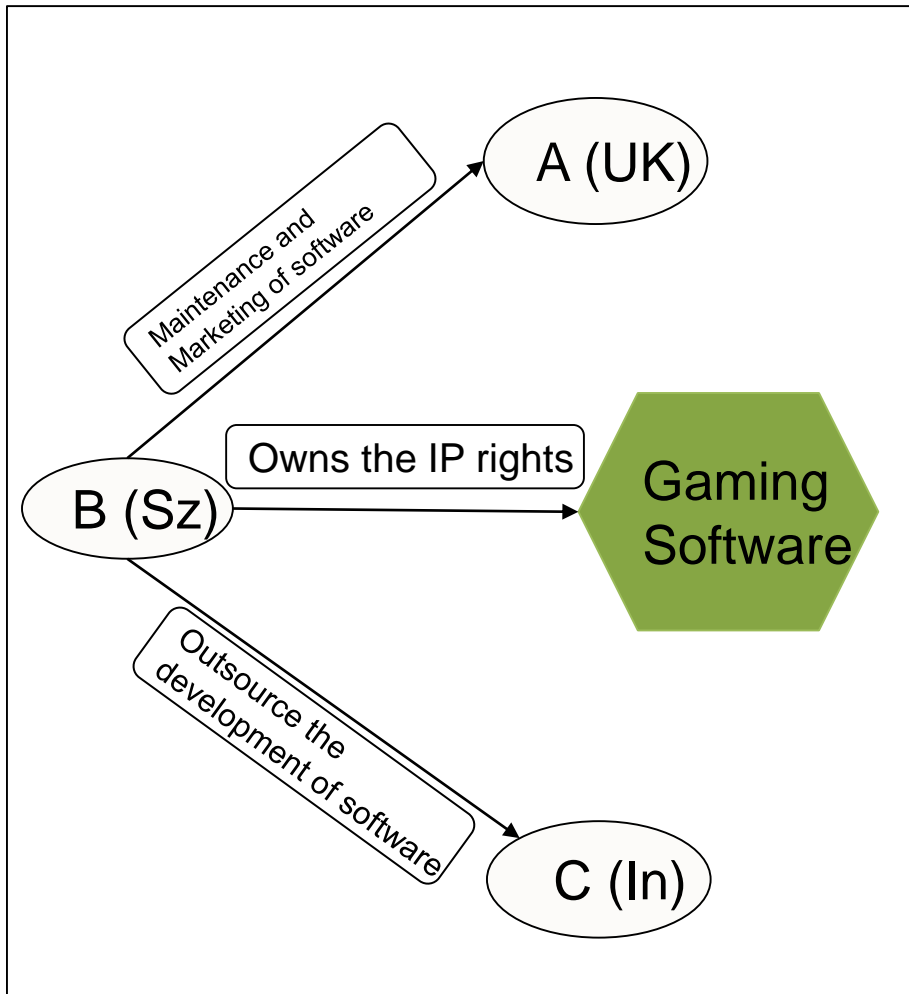 A (UK)
Maintenance and
Marketing of software
Owns the IP rights
Gaming
Software
B (Sz)
Outsource the
development of software
C (In)